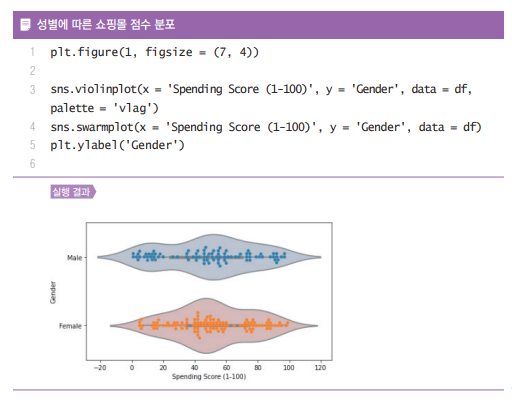 성별에 따른 쇼핑몰 점수 분포
1 plt.figure(1, figsize = (7, 4))
2
3 sns.violinplot(x = 'Spending Score (1-100)', y = 'Gender', data = df,
palette = 'vlag')
4 sns.swarmplot(x = 'Spending Score (1-100)', y = 'Gender', data = df)
5 plt.ylabel('Gender')
6
실행 결과
Male
Gender
Female
-20 0 20 40 60 80 100 120
Spending Score (1-100)